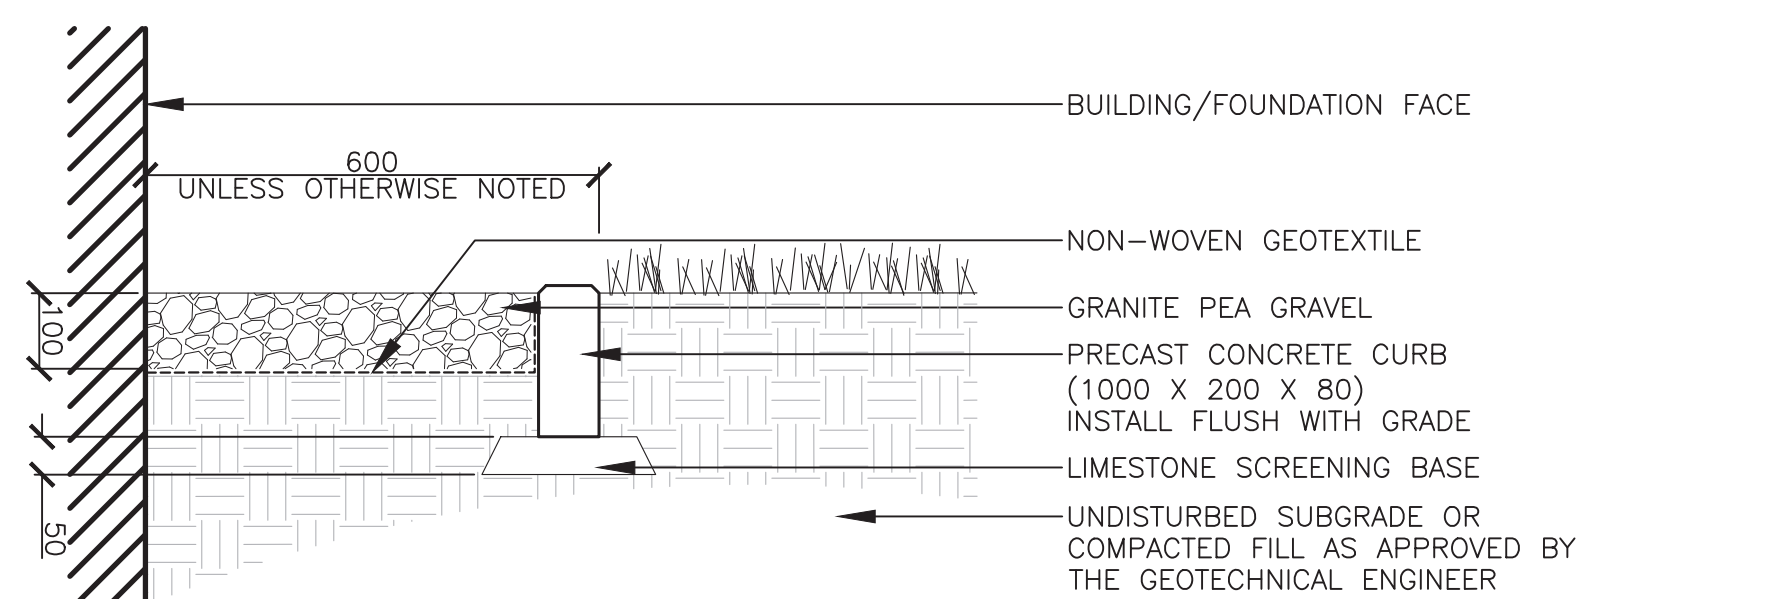 BUILDING/FOUNDATION FACE
600
UNLESS OTHERWISE NOTED
NON-WOVEN GEOTEXTILE
GRANITE PEA GRAVEL
100
PRECAST CONCRETE CURB
(1000 X 200 X 80)
INSTALL FLUSH WITH GRADE
LIMESTONE SCREENING BASE
50
UNDISTURBED SUBGRADE OR
COMPACTED FILL AS APPROVED BY
THE GEOTECHNICAL ENGINEER